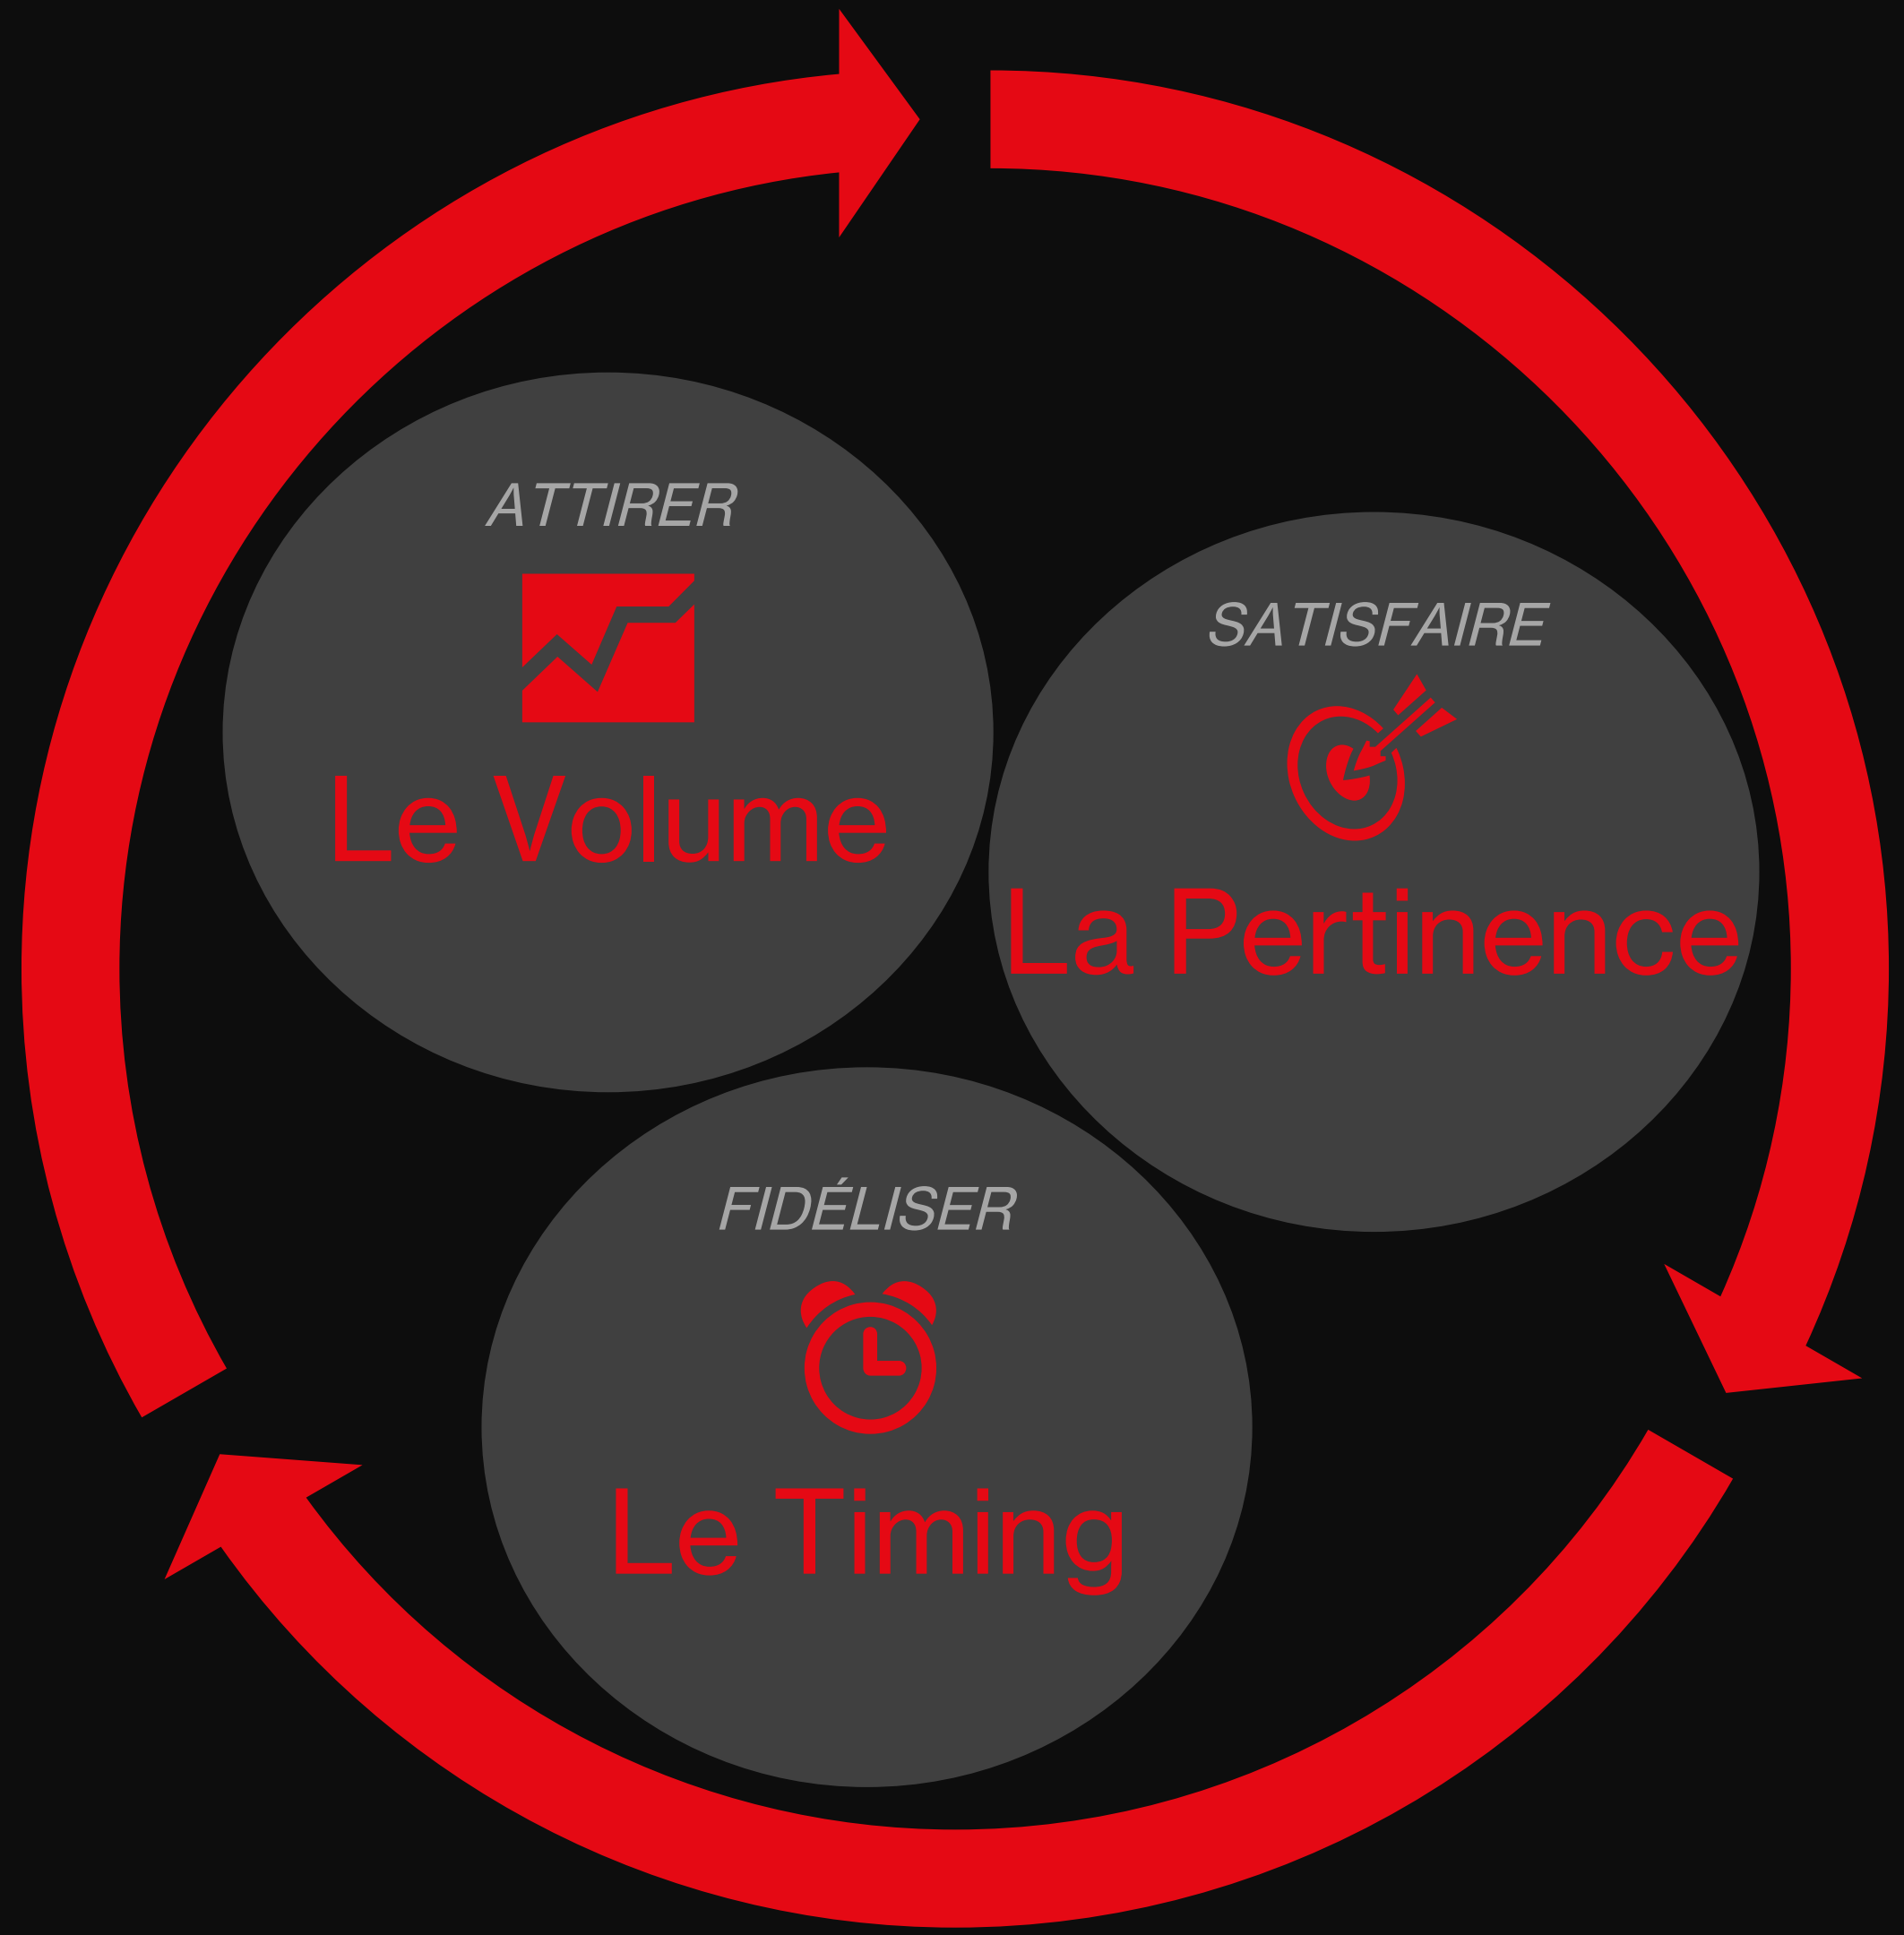 ATTIRER
Le Volume
SATISFAIRE
La Pertinence
FIDÉLISER
Le Timing